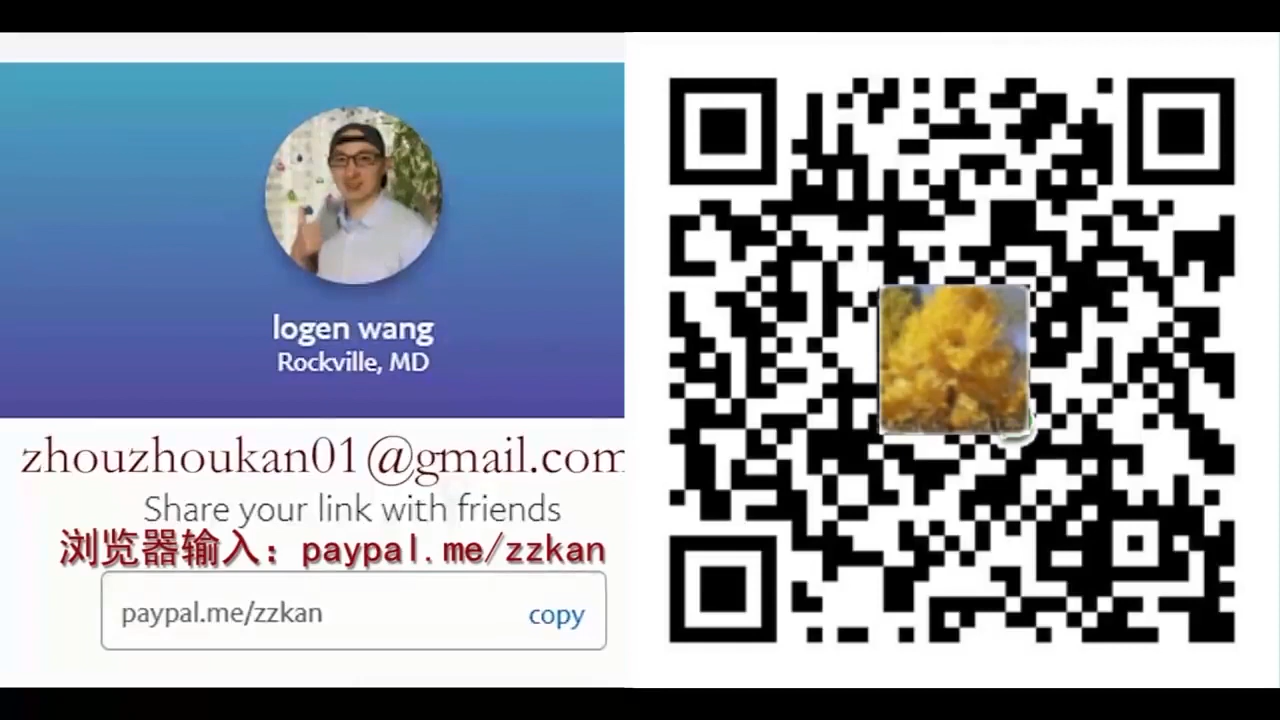 logen wang
Rockville, MD
zhouzhoukan01@gmail.com
Share your link with friends
浏览器输入：paypal.me/zzkan
paypal.me/zzkan copy